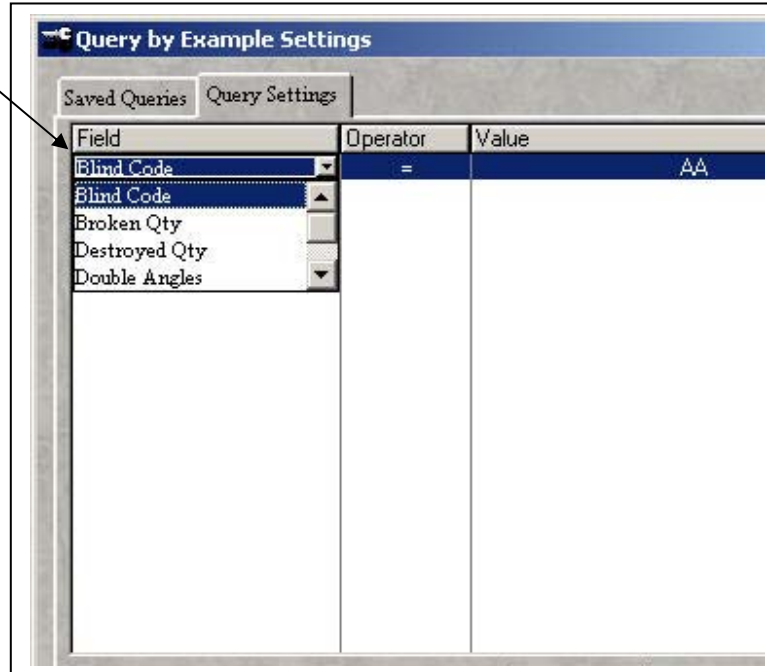 Query by Example Settings
Saved Queries Query Settings
Field Operator Value
Blind Code = AA
Blind Code
Broken Qty
Destroyed Qty
Double Angles